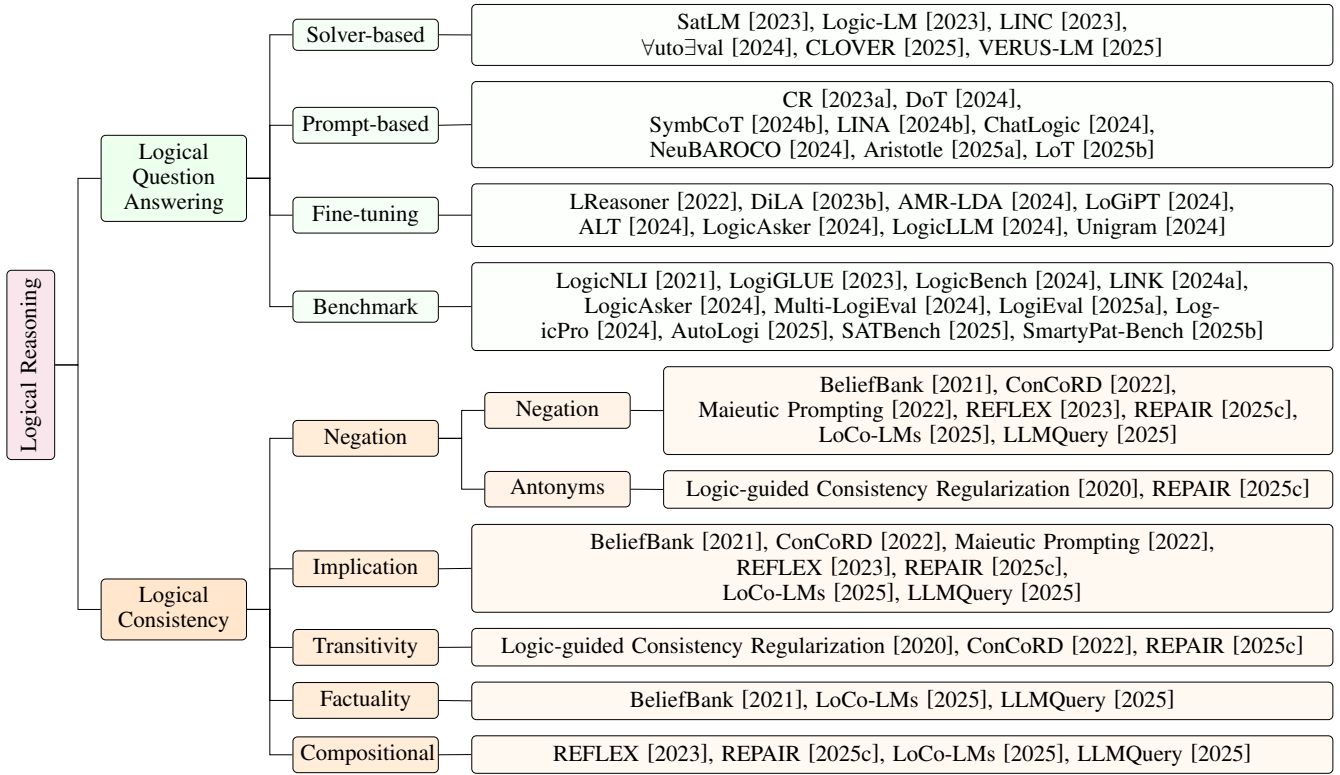 Logical Reasoning
Logical
Question
Answering
Solver-based
SatLM [2023], Logic-LM [2023], LINC [2023],
∀uto∃val [2024], CLOVER [2025], VERUS-LM [2025]
Prompt-based
CR [2023a], DoT [2024],
SymbCoT [2024b], LINA [2024b], ChatLogic [2024],
NeuBAROCO [2024], Aristotle [2025a], LoT [2025b]
Fine-tuning
LReasoner [2022], DiLA [2023b], AMR-LDA [2024], LoGiPT [2024],
ALT [2024], LogicAsker [2024], LogicLLM [2024], Unigram [2024]
Benchmark
LogicNLI [2021], LogiGLUE [2023], LogicBench [2024], LINK [2024a],
LogicAsker [2024], Multi-LogiEval [2024], LogiEval [2025a], Log-
icPro [2024], AutoLogi [2025], SATBench [2025], SmartyPat-Bench [2025b]
Logical
Consistency
Negation
Negation
BeliefBank [2021], ConCoRD [2022],
Maieutic Prompting [2022], REFLEX [2023], REPAIR [2025c],
LoCo-LMs [2025], LLMQuery [2025]
Antonyms
Logic-guided Consistency Regularization [2020], REPAIR [2025c]
Implication
BeliefBank [2021], ConCoRD [2022], Maieutic Prompting [2022],
REFLEX [2023], REPAIR [2025c],
LoCo-LMs [2025], LLMQuery [2025]
Transitivity
Logic-guided Consistency Regularization [2020], ConCoRD [2022], REPAIR [2025c]
Factuality
BeliefBank [2021], LoCo-LMs [2025], LLMQuery [2025]
Compositional
REFLEX [2023], REPAIR [2025c], LoCo-LMs [2025], LLMQuery [2025]